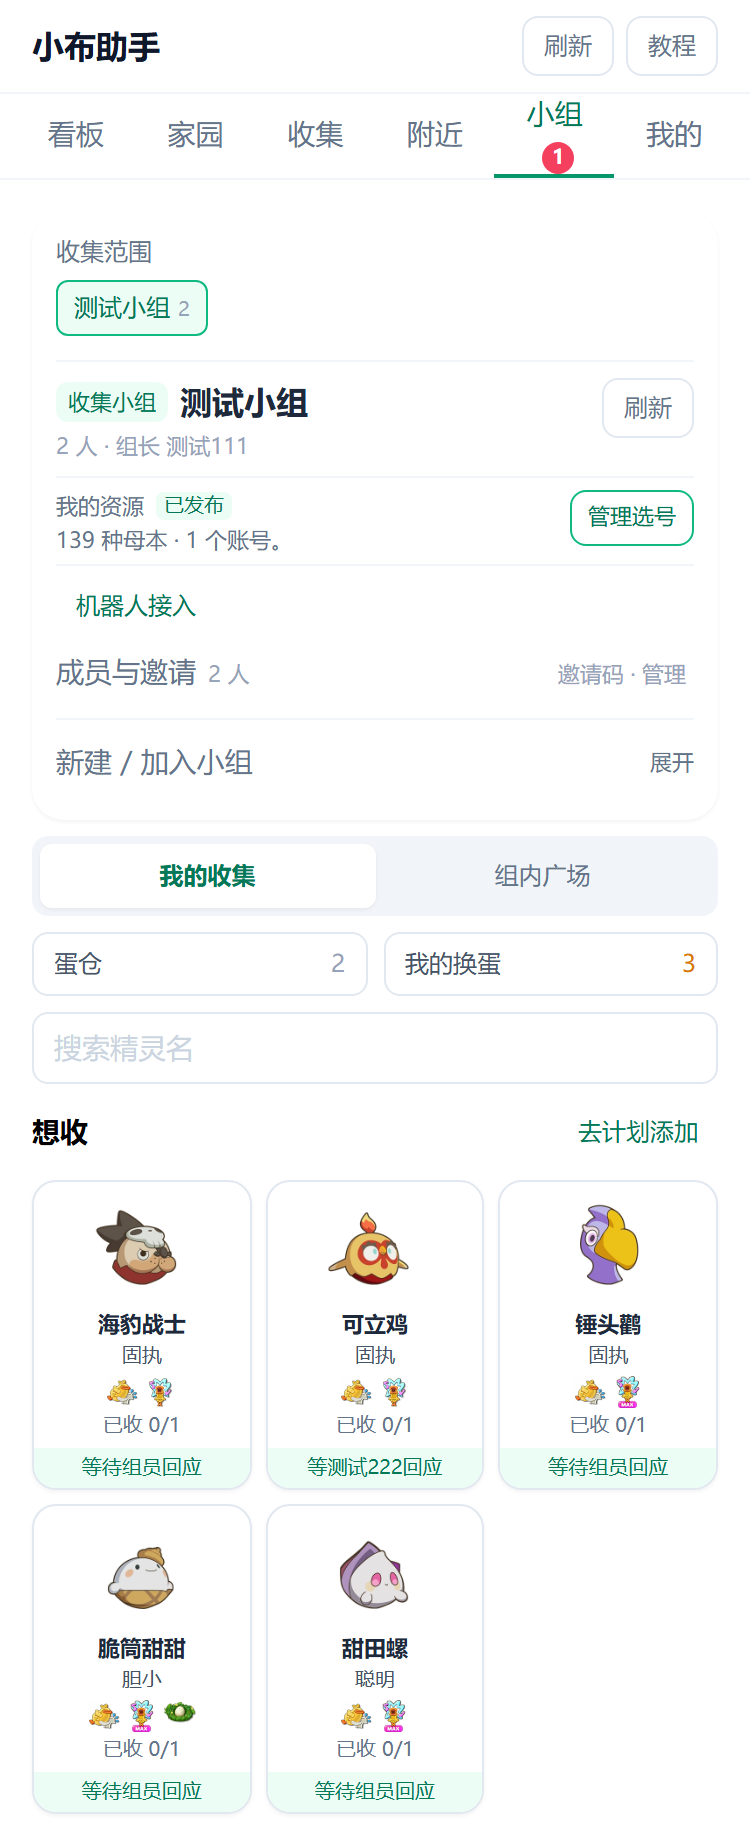 小布助手
刷新
教程
看板
家园
收集
附近
小组
1
我的
收集范围
测试小组 2
收集小组 测试小组
刷新
2 人 · 组长 测试111
我的资源 已发布
139 种母本 · 1 个账号。
管理选号
机器人接入
成员与邀请 2 人
邀请码 · 管理
新建 / 加入小组
展开
我的收集
组内广场
蛋仓 2
我的换蛋 3
搜索精灵名
想收
去计划添加
海豹战士
固执
已收 0/1
等待组员回应
可立鸡
固执
已收 0/1
等测试222回应
锤头鹳
固执
MAX
已收 0/1
等待组员回应
脆筒甜甜
胆小
MAX
已收 0/1
等待组员回应
甜田螺
聪明
MAX
已收 0/1
等待组员回应